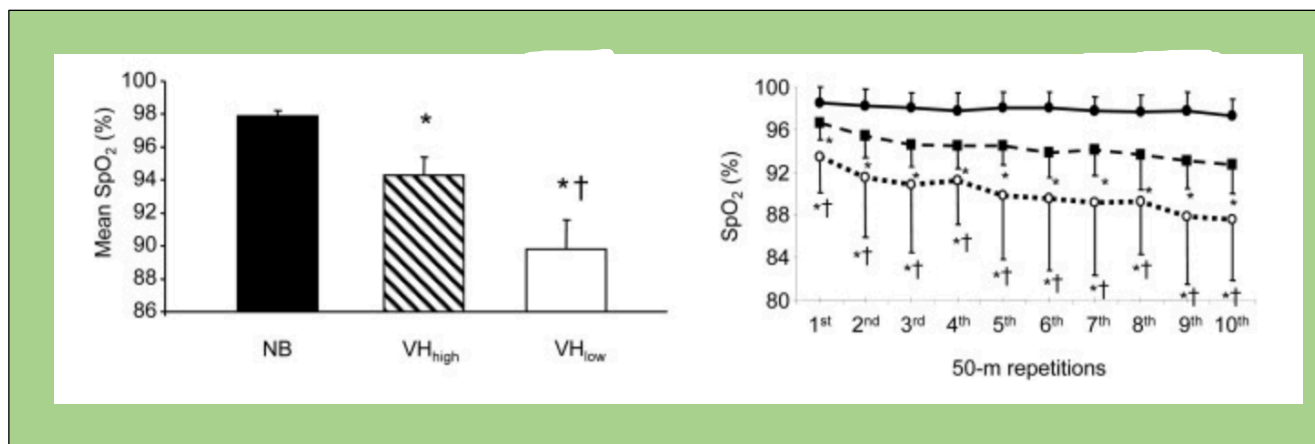 Mean SpO₂ (%)
100
98
96
94
92
90
88
86
*
*†
NB
VHhigh
VHlow
SpO₂ (%)
100
96
92
88
84
80
* * * * * * * * * *
*† *† *† *† *† *† *† *† *† *†
1st 2nd 3rd 4th 5th 6th 7th 8th 9th 10th
50-m repetitions